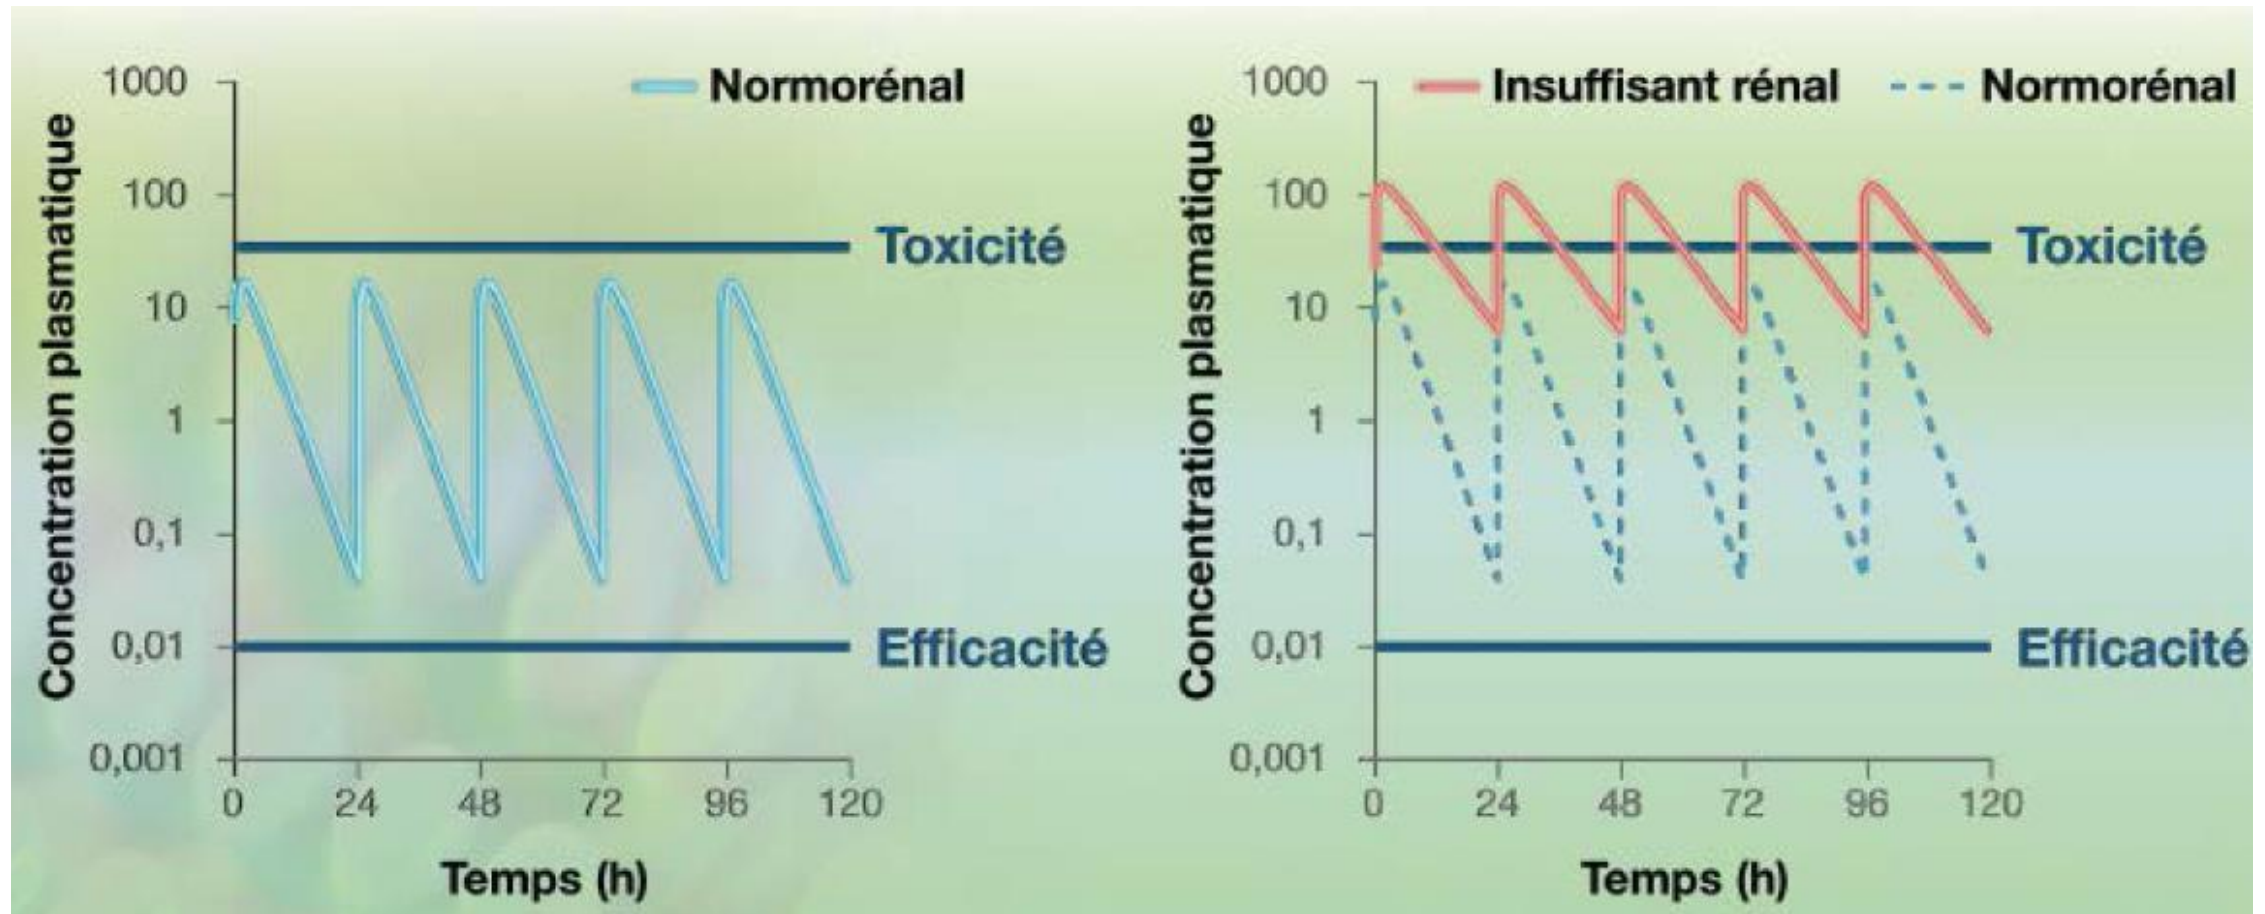 Concentration plasmatique
1000
100
10
1
0,1
0,01
0,001
Normorénal
Toxicité
Efficacité
0
24
48
72
96
120
Temps (h)
Concentration plasmatique
1000
100
10
1
0,1
0,01
0,001
Insuffisant rénal
Normorénal
Toxicité
Efficacité
0
24
48
72
96
120
Temps (h)